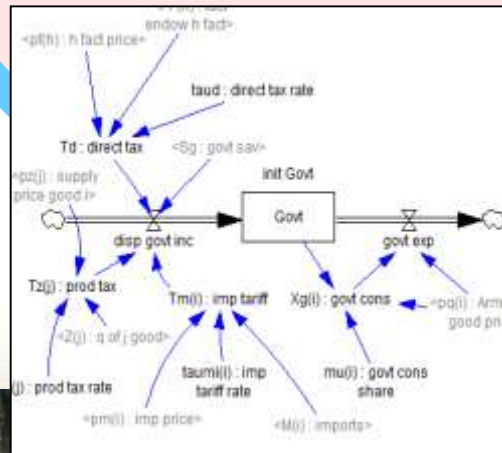 endow h fact>
<pf(h) : h fact price>
taud : direct tax rate
Td : direct tax
<Sg : govt sav>
<pz(j) : supply
price good i>
init Govt
Govt
disp govt inc
govt exp
Tz(j) : prod tax
Tm(i) : imp tariff
Xg(i) : govt cons
<pq(i) : Arm
good pri
<Z(j) : q of j good>
taumi(i) : imp
tariff rate
mu(i) : govt cons
share
(j) : prod tax rate
<pm(i) : imp price>
<M(i) : imports>